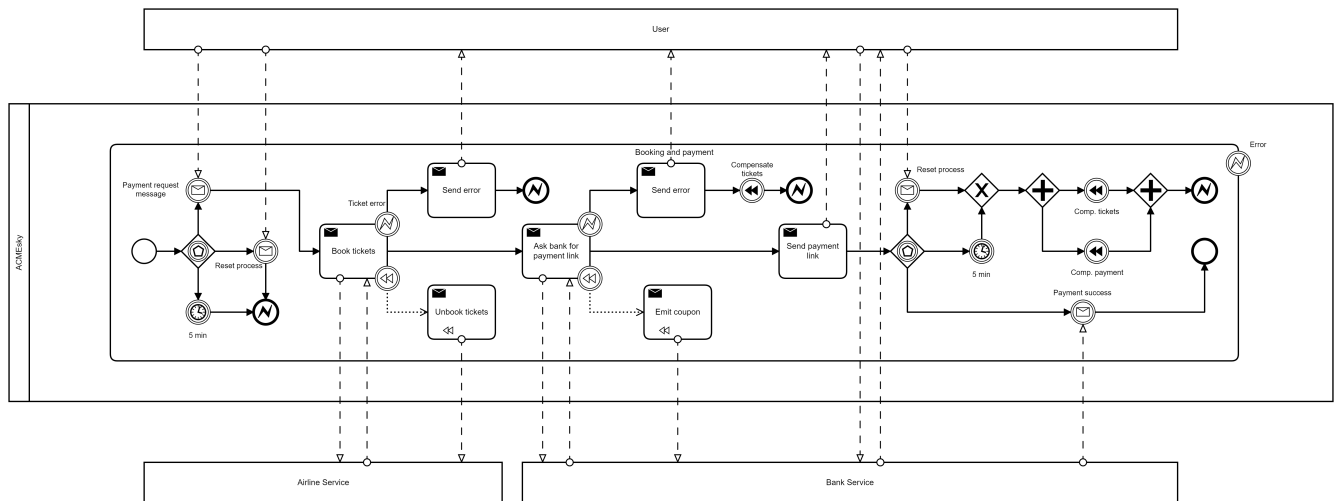 User
ACMEsky
Booking and payment
Error
Payment request
message
Reset process
5 min
Book tickets
Ticket error
Send error
Unbook tickets
Ask bank for
payment link
Send error
Compensate
tickets
Emit coupon
Send payment
link
Reset process
5 min
X
Comp. tickets
Comp. payment
Payment success
Airline Service
Bank Service